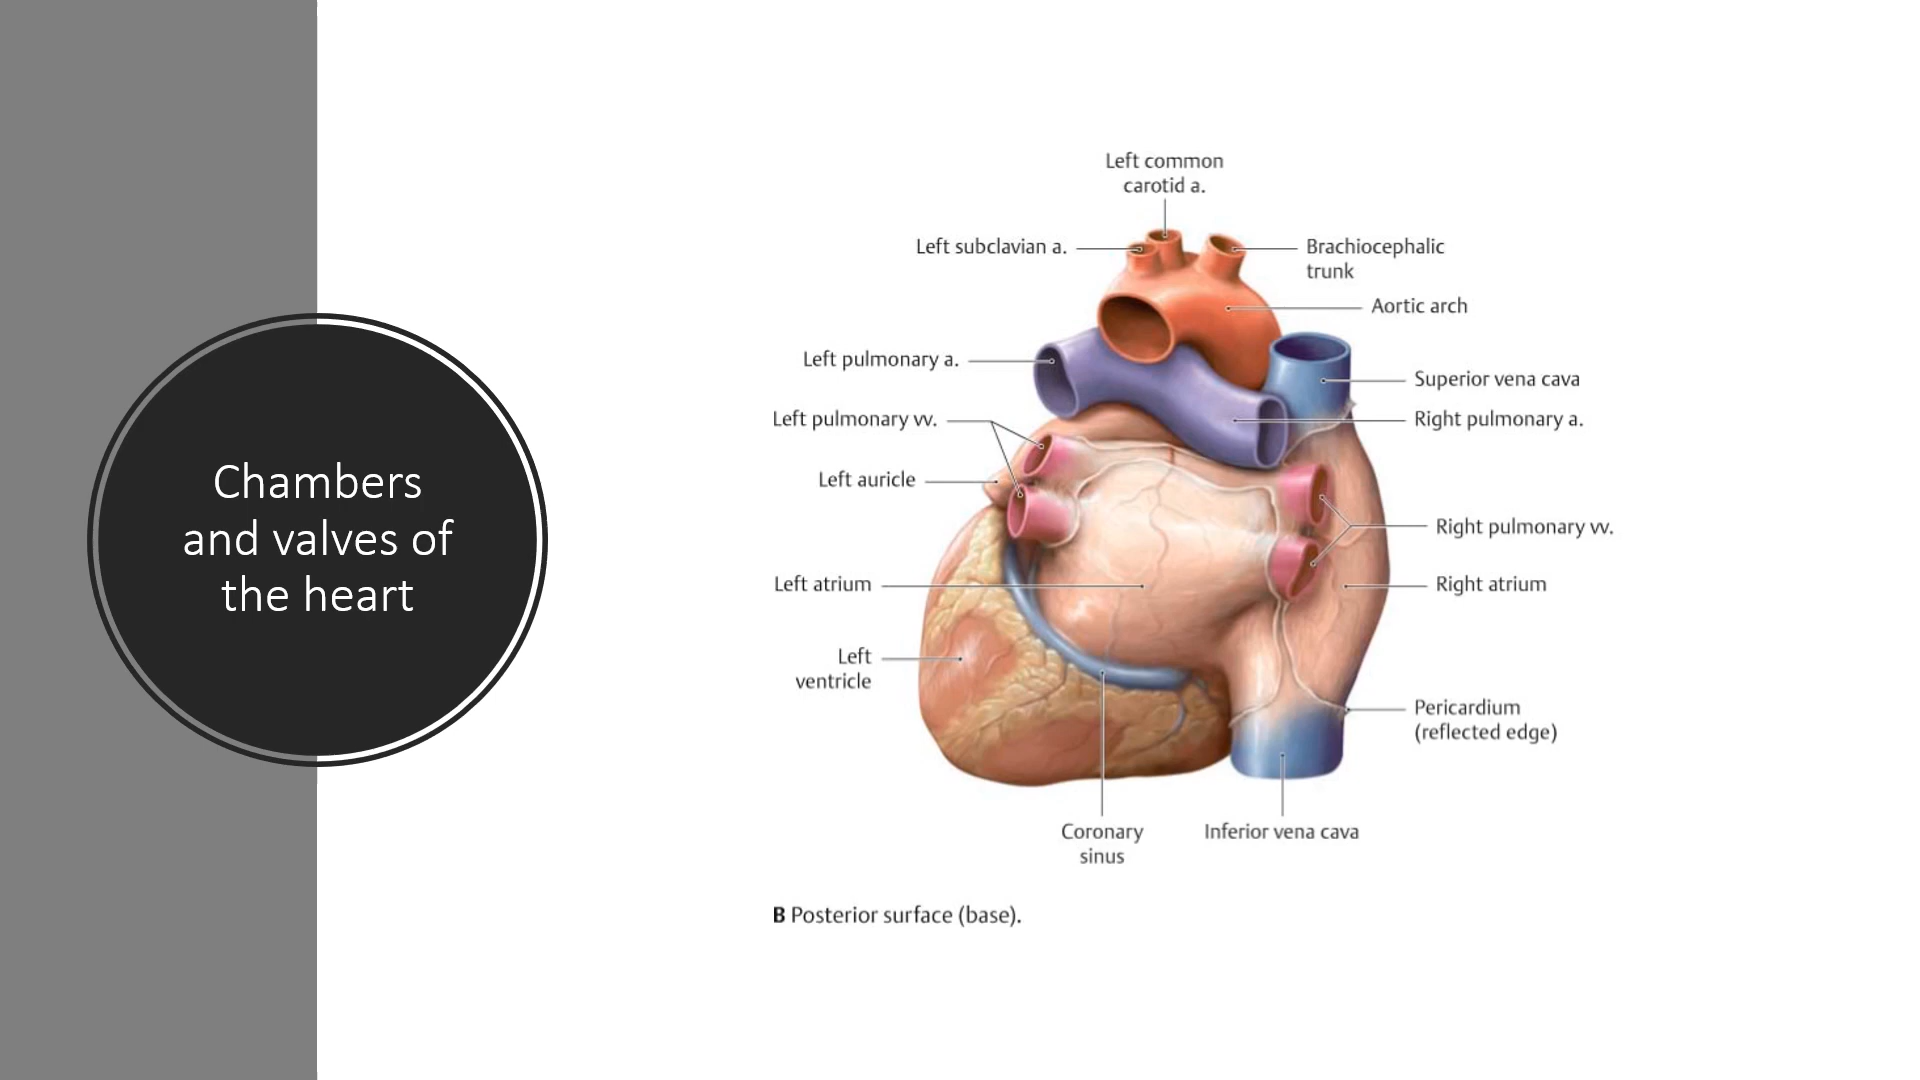 Chambers
and valves of
the heart
Left common
carotid a.
Left subclavian a.
Brachiocephalic
trunk
Aortic arch
Left pulmonary a.
Superior vena cava
Left pulmonary vv.
Right pulmonary a.
Left auricle
Right pulmonary vv.
Left atrium
Right atrium
Left
ventricle
Pericardium
(reflected edge)
Coronary
sinus
Inferior vena cava
B Posterior surface (base).